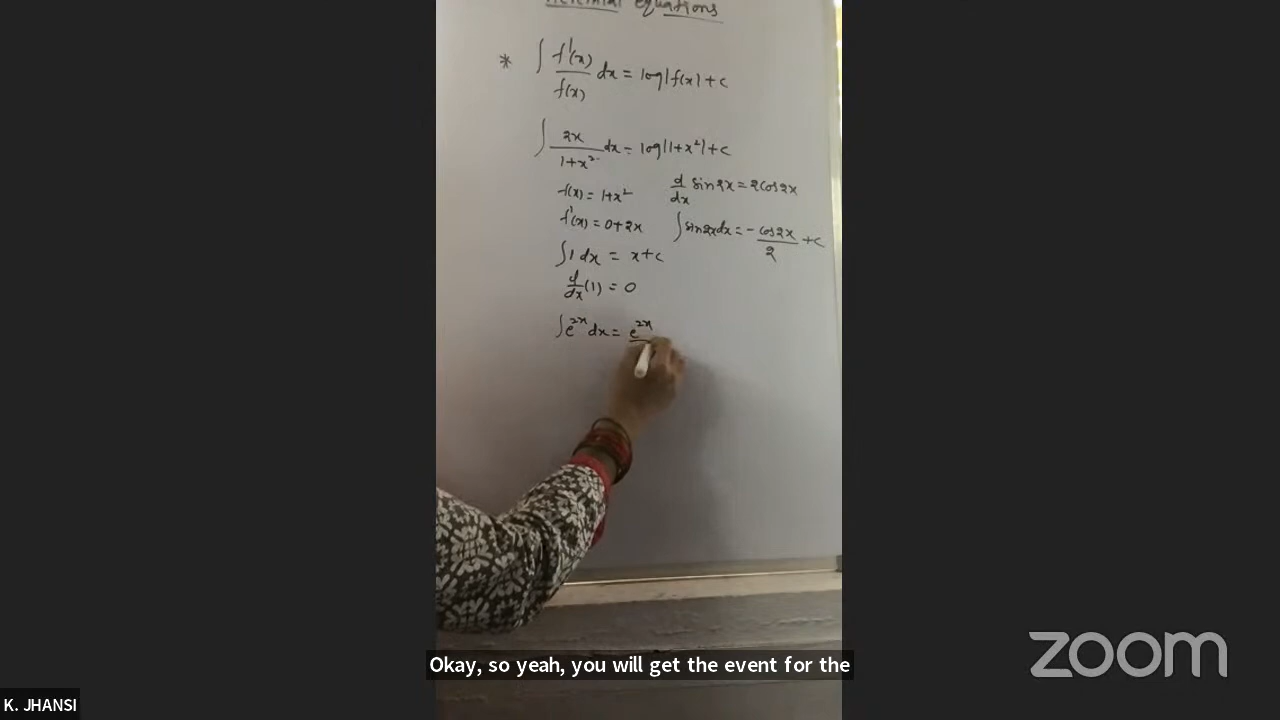 equations
* ∫ f'(x)/f(x) dx = log|f(x)|+c
∫ 2x/1+x² dx = log|1+x²|+c
f(x) = 1+x²
f'(x) = 0+2x
d/dx sin2x = 2cos2x
∫sin2xdx = -cos2x/2 +c
∫1 dx = x+c
d/dx (1) = 0
∫e^2x dx = e^2x
Okay, so yeah, you will get the event for the
zoom
K. JHANSI